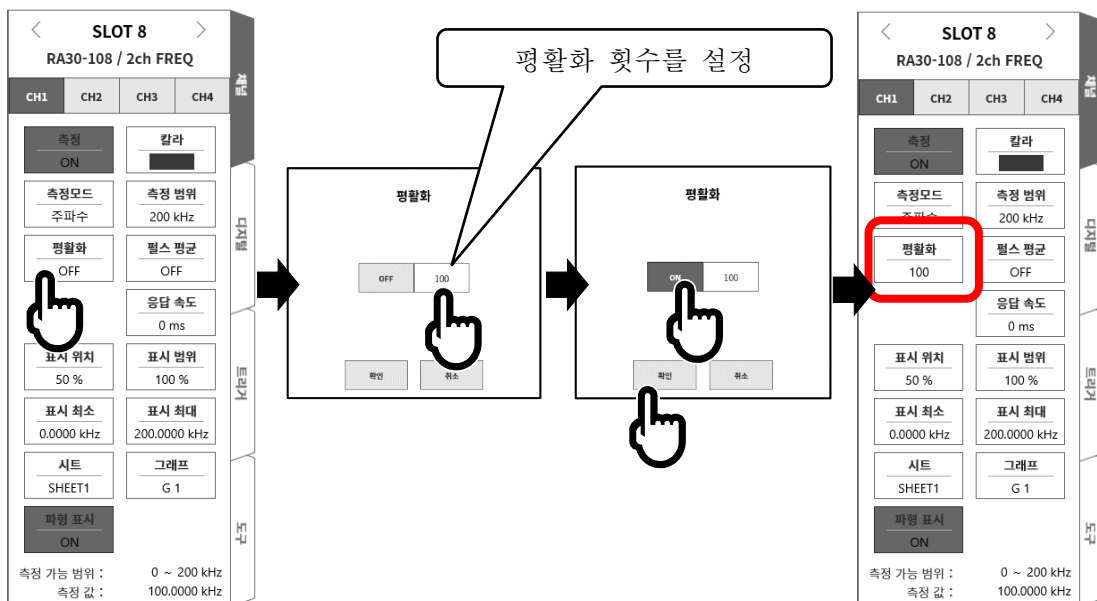 SLOT 8
RA30-108 / 2ch FREQ
CH1 CH2 CH3 CH4
측정 칼라
ON
측정모드 측정 범위
주파수 200 kHz
평활화 펄스 평균
OFF OFF
응답 속도
0 ms
표시 위치 표시 범위
50 % 100 %
표시 최소 표시 최대
0.0000 kHz 200.0000 kHz
시트 그래프
SHEET1 G 1
파형 표시
ON
측정 가능 범위 : 0 ~ 200 kHz
측정 값 : 100.0000 kHz
채널
디지털
트리거
도구
평활화 횟수를 설정
평활화
OFF 100
확인 취소
평활화
ON 100
확인 취소
SLOT 8
RA30-108 / 2ch FREQ
CH1 CH2 CH3 CH4
측정 칼라
ON
측정모드 측정 범위
주파수 200 kHz
평활화 펄스 평균
100 OFF
응답 속도
0 ms
표시 위치 표시 범위
50 % 100 %
표시 최소 표시 최대
0.0000 kHz 200.0000 kHz
시트 그래프
SHEET1 G 1
파형 표시
ON
측정 가능 범위 : 0 ~ 200 kHz
측정 값 : 100.0000 kHz
채널
디지털
트리거
도구